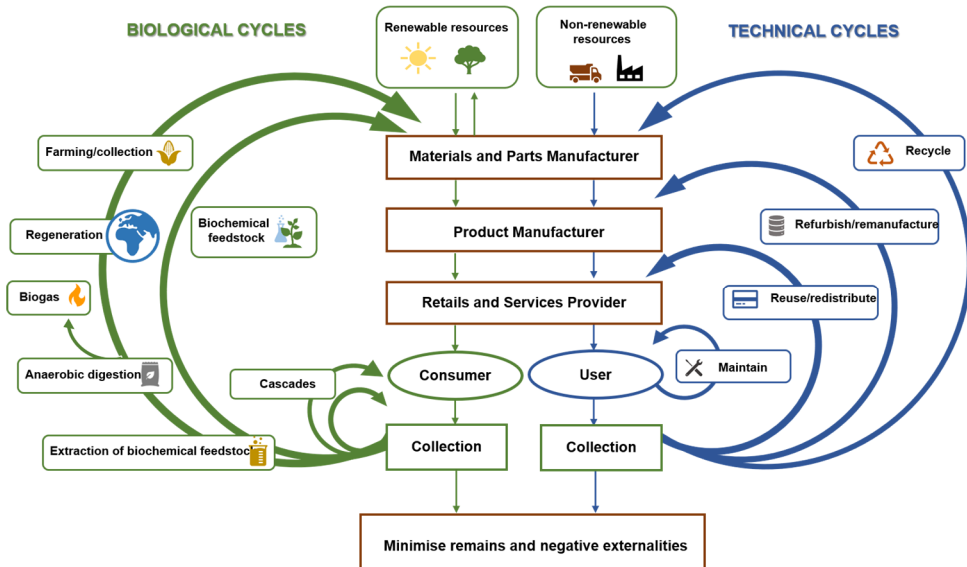 BIOLOGICAL CYCLES
Renewable resources
Non-renewable
resources
TECHNICAL CYCLES
Farming/collection
Materials and Parts Manufacturer
Recycle
Regeneration
Biochemical
feedstock
Product Manufacturer
Refurbish/remanufacture
Biogas
Retails and Services Provider
Reuse/redistribute
Anaerobic digestion
Cascades
Consumer
User
Maintain
Extraction of biochemical feedstoc
Collection
Collection
Minimise remains and negative externalities